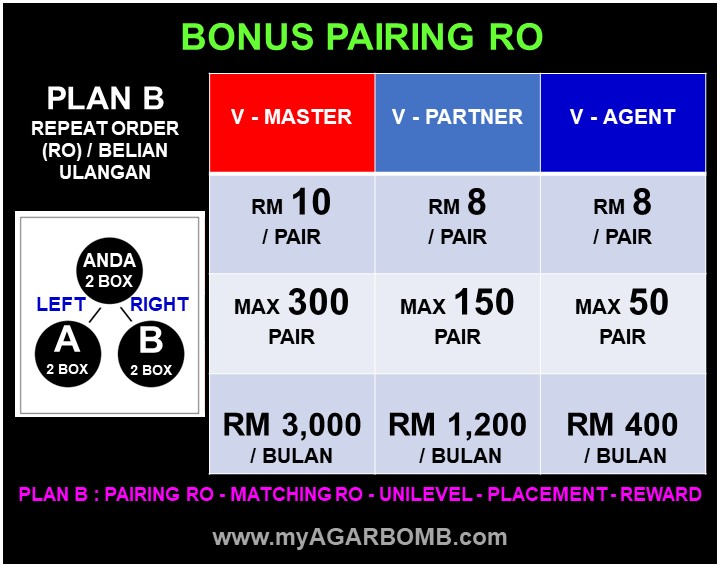 BONUS PAIRING RO
PLAN B
REPEAT ORDER
(RO) / BELIAN
ULANGAN
ANDA
2 BOX
LEFT
RIGHT
A
2 BOX
B
2 BOX
V - MASTER
V - PARTNER
V - AGENT
RM 10
/ PAIR
RM 8
/ PAIR
RM 8
/ PAIR
MAX 300
PAIR
MAX 150
PAIR
MAX 50
PAIR
RM 3,000
/ BULAN
RM 1,200
/ BULAN
RM 400
/ BULAN
PLAN B : PAIRING RO - MATCHING RO - UNILEVEL - PLACEMENT - REWARD
www.myAGARBOMB.com